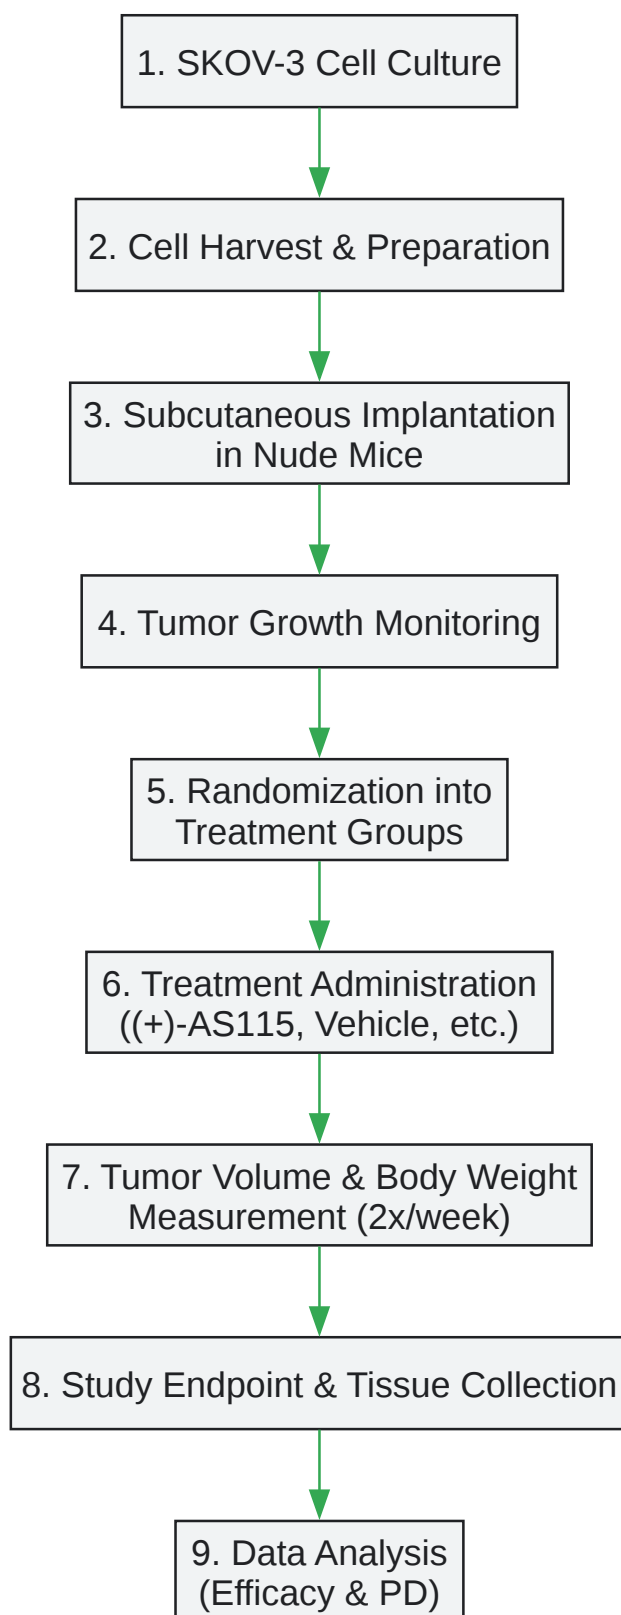 1. SKOV-3 Cell Culture
2. Cell Harvest & Preparation
3. Subcutaneous Implantation
in Nude Mice
4. Tumor Growth Monitoring
5. Randomization into
Treatment Groups
6. Treatment Administration
((+)-AS115, Vehicle, etc.)
7. Tumor Volume & Body Weight
Measurement (2x/week)
8. Study Endpoint & Tissue Collection
9. Data Analysis
(Efficacy & PD)